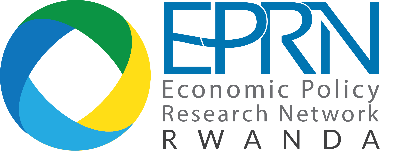 EPRN
Economic Policy
Research Network
RWANDA